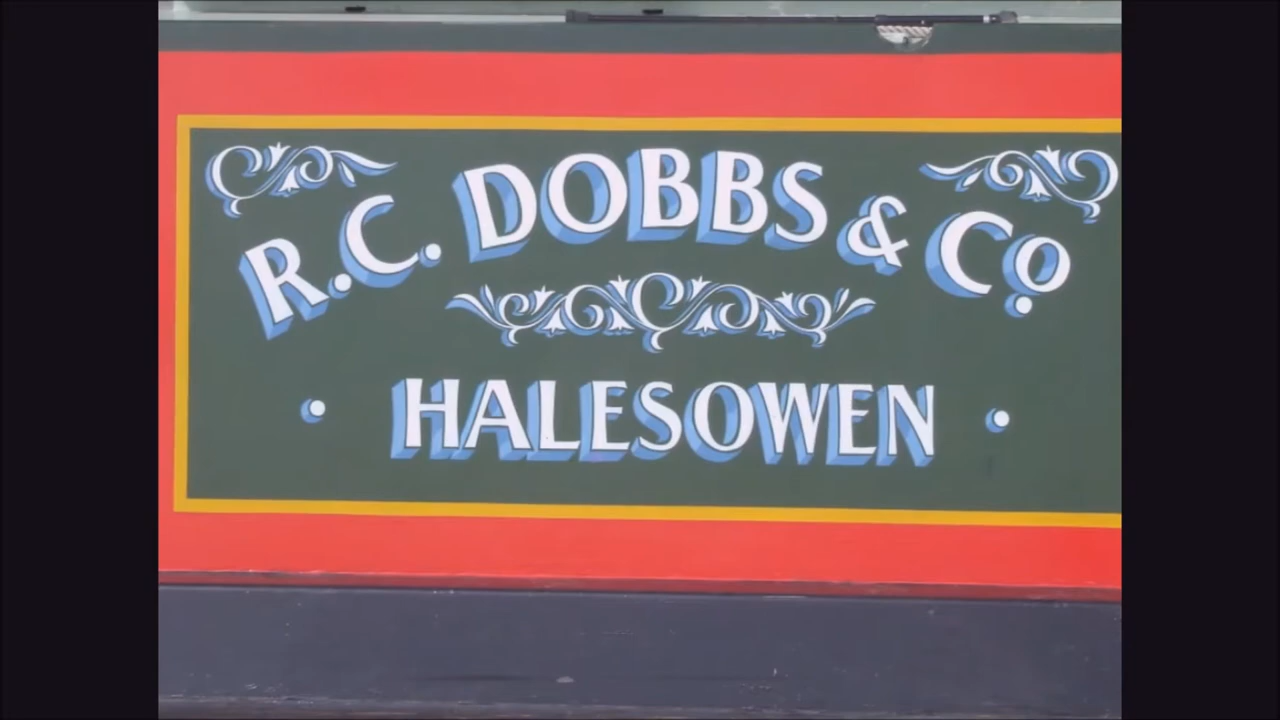 R.C. DOBBS & Co.
• HALESOWEN •